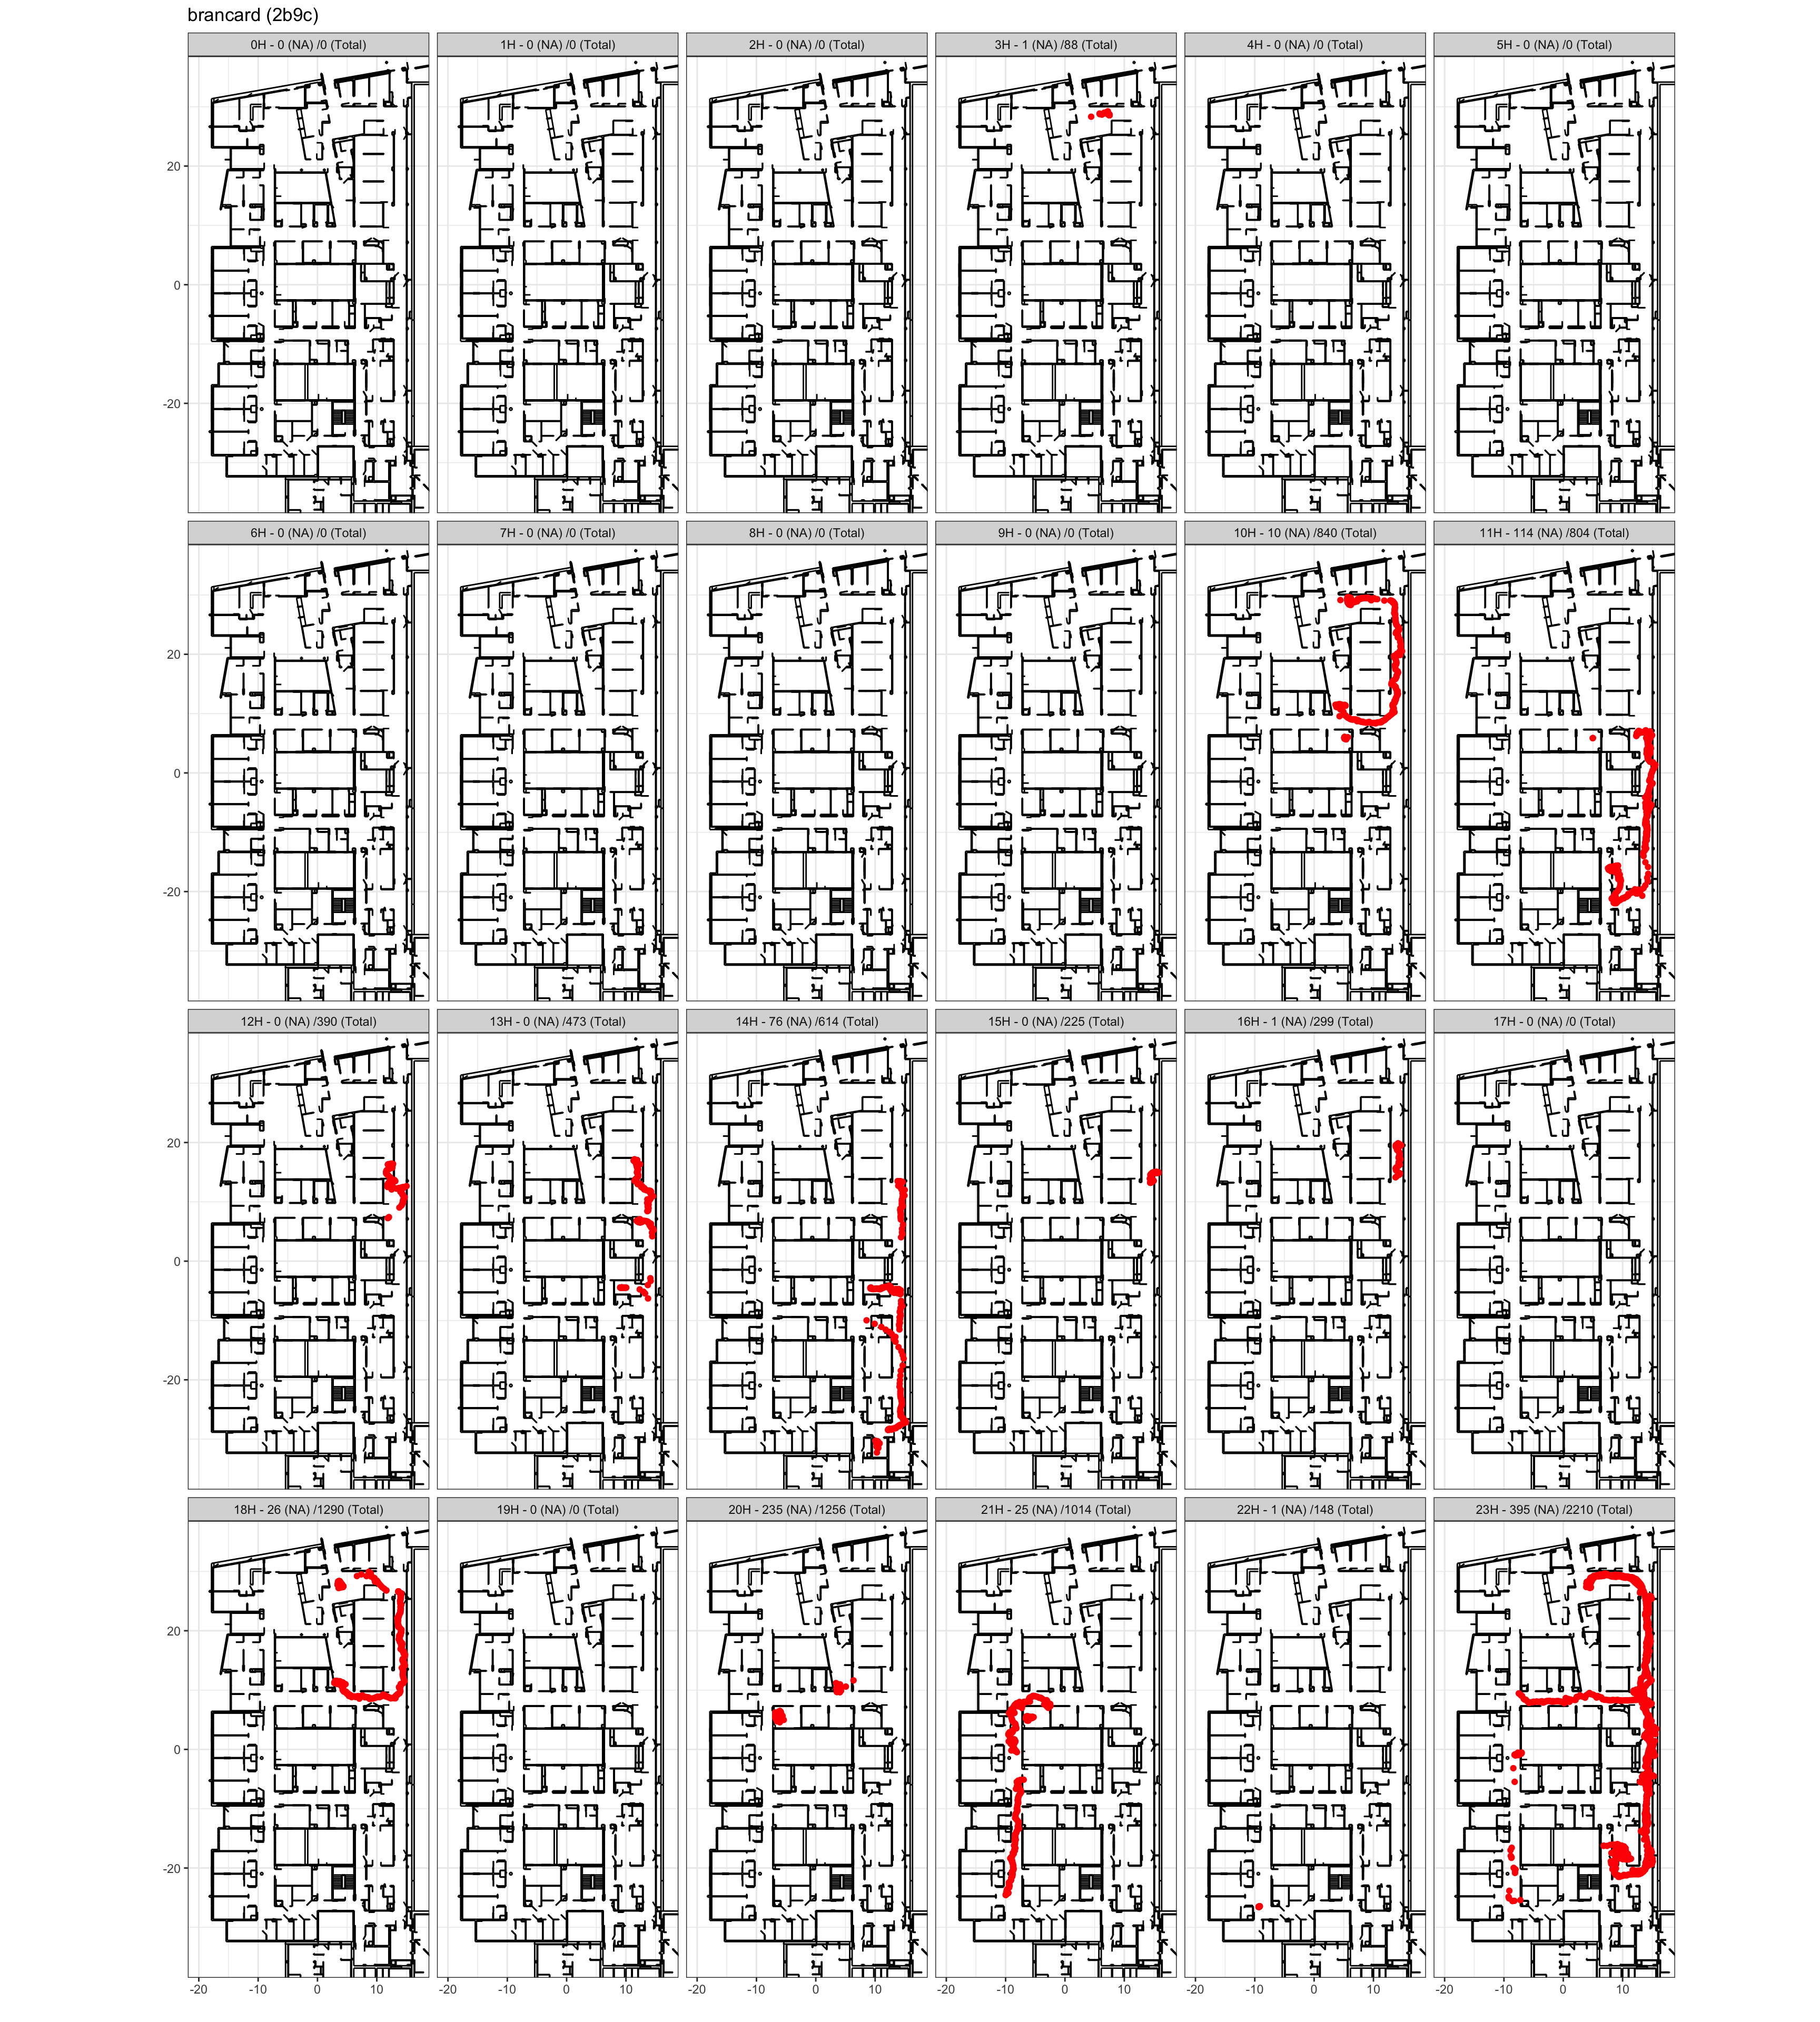 brancard (2b9c)
0H - 0 (NA) /0 (Total) 1H - 0 (NA) /0 (Total) 2H - 0 (NA) /0 (Total) 3H - 1 (NA) /88 (Total) 4H - 0 (NA) /0 (Total) 5H - 0 (NA) /0 (Total)
20
0
-20
6H - 0 (NA) /0 (Total) 7H - 0 (NA) /0 (Total) 8H - 0 (NA) /0 (Total) 9H - 0 (NA) /0 (Total) 10H - 10 (NA) /840 (Total) 11H - 114 (NA) /804 (Total)
20
0
-20
12H - 0 (NA) /390 (Total) 13H - 0 (NA) /473 (Total) 14H - 76 (NA) /614 (Total) 15H - 0 (NA) /225 (Total) 16H - 1 (NA) /299 (Total) 17H - 0 (NA) /0 (Total)
20
0
-20
18H - 26 (NA) /1290 (Total) 19H - 0 (NA) /0 (Total) 20H - 235 (NA) /1256 (Total) 21H - 25 (NA) /1014 (Total) 22H - 1 (NA) /148 (Total) 23H - 395 (NA) /2210 (Total)
20
0
-20
-20 -10 0 10 -20 -10 0 10 -20 -10 0 10 -20 -10 0 10 -20 -10 0 10 -20 -10 0 10